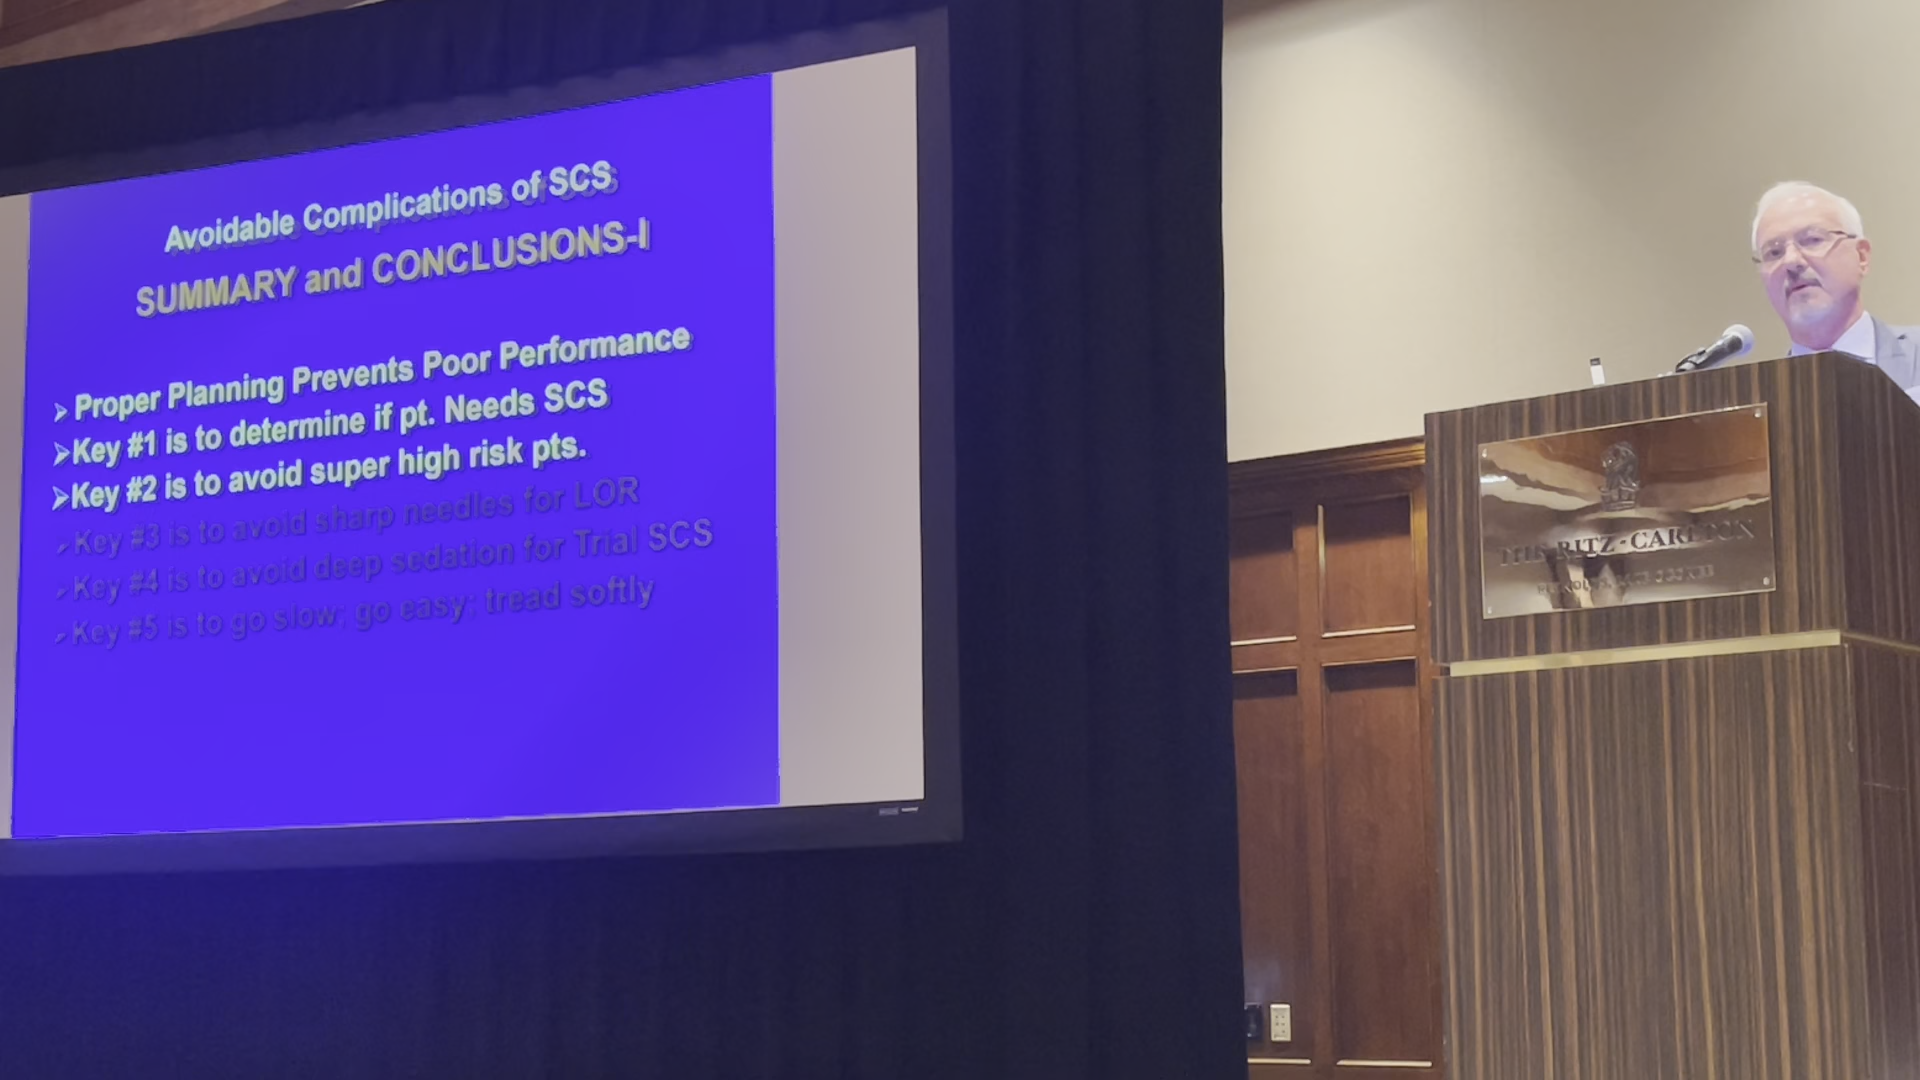 Avoidable Complications of SCS
SUMMARY and CONCLUSIONS-I
➢ Proper Planning Prevents Poor Performance
➢Key #1 is to determine if pt. Needs SCS
➢Key #2 is to avoid super high risk pts.
➢Key #3 is to avoid sharp needles for LOR
➢Key #4 is to avoid deep sedation for Trial SCS
➢Key #5 is to go slow; go easy; tread softly
THE RITZ-CARLTON